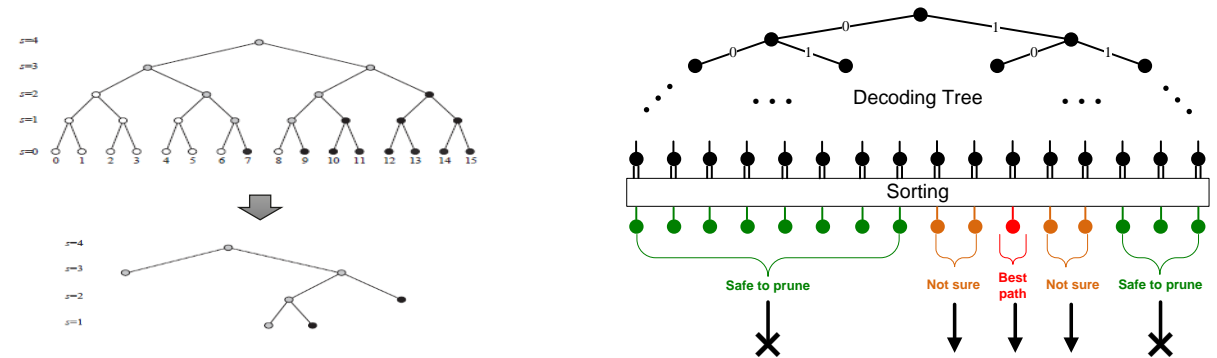 s=4
s=3
s=2
s=1
s=0
0 1 2 3 4 5 6 7 8 9 10 11 12 13 14 15
s=4
s=3
s=2
s=1
0 1
0 1 0 1
Decoding Tree
Sorting
Safe to prune Not sure Best path Not sure Safe to prune